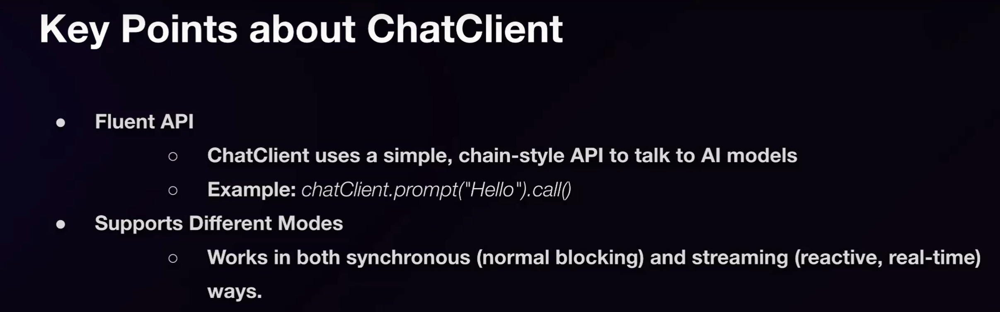 Key Points about ChatClient
● Fluent API
○ ChatClient uses a simple, chain-style API to talk to AI models
○ Example: chatClient.prompt("Hello").call()
● Supports Different Modes
○ Works in both synchronous (normal blocking) and streaming (reactive, real-time)
ways.